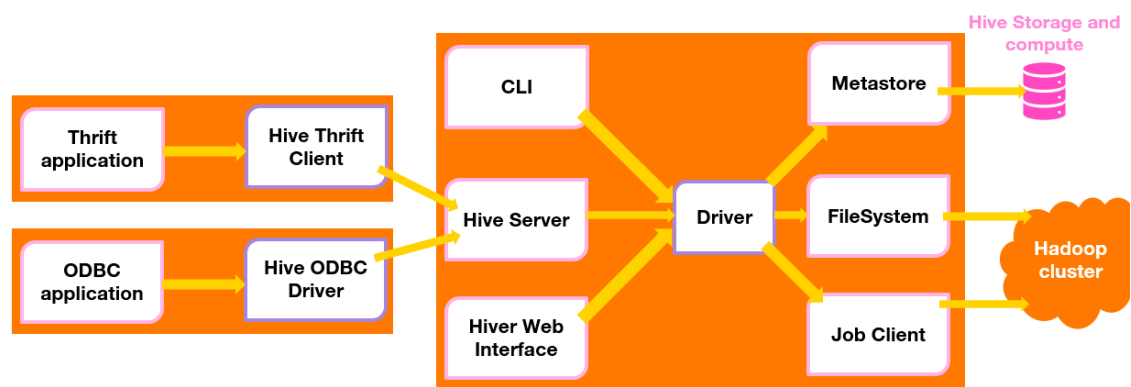 Hive Storage and
compute
CLI
Metastore
Thrift
application
Hive Thrift
Client
Hive Server
Driver
FileSystem
ODBC
application
Hive ODBC
Driver
Hadoop
cluster
Hiver Web
Interface
Job Client